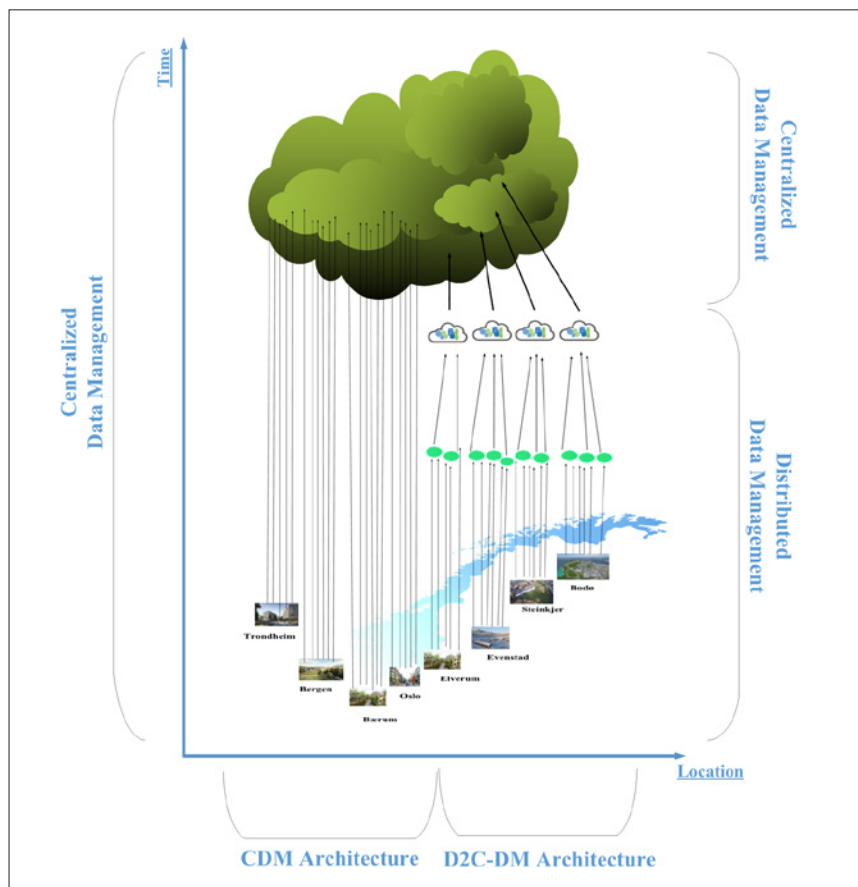 Time
Centralized
Data Management
Centralized
Data Management
Distributed
Data Management
Trondheim
Bergen
Bærum
Oslo
Elverum
Evenstad
Steinkjer
Bodø
Location
CDM Architecture
D2C-DM Architecture